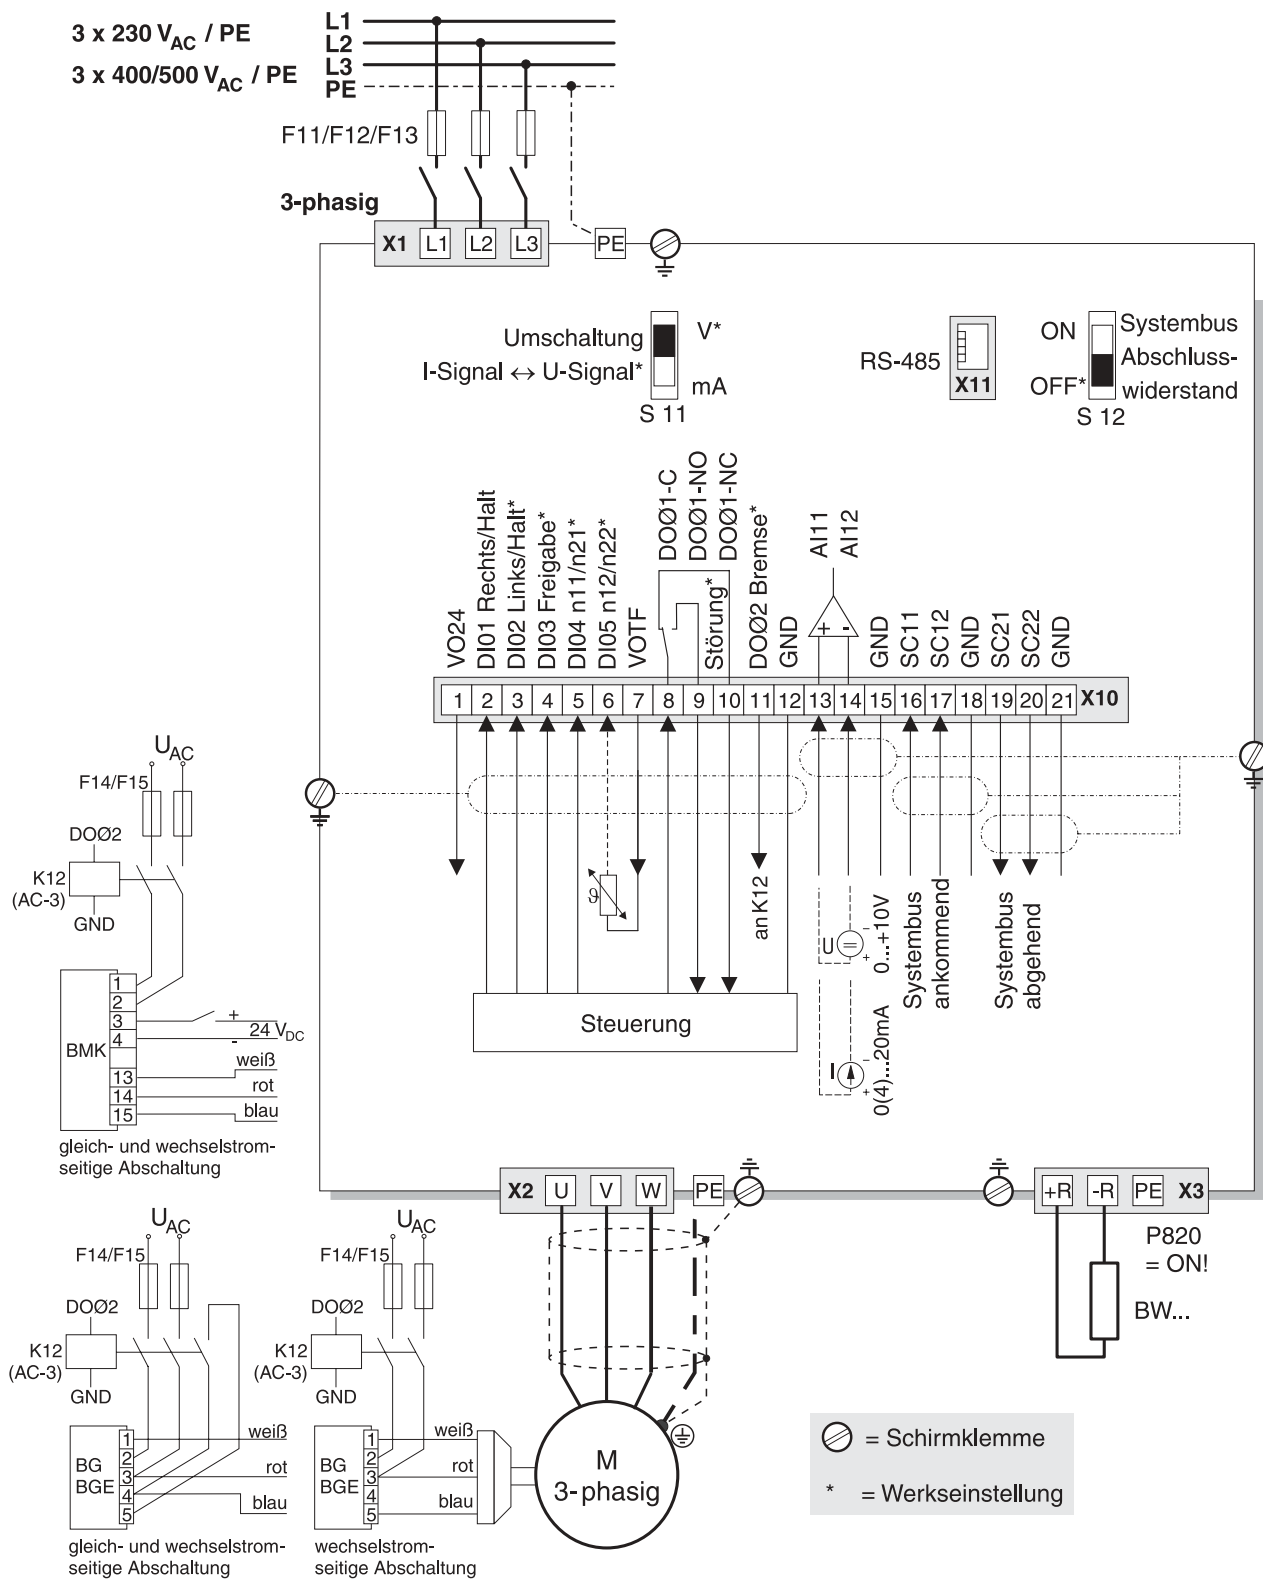 3 x 230 VAC / PE
3 x 400/500 VAC / PE
L1
L2
L3
PE
F11/F12/F13
3-phasig
X1 L1 L2 L3 PE
Umschaltung
I-Signal ↔ U-Signal*
V*
mA
S 11
RS-485
X11
ON
OFF*
Systembus
Abschluss-
widerstand
S 12
VO24
DI01 Rechts/Halt
DI02 Links/Halt*
DI03 Freigabe*
DI04 n11/n21*
DI05 n12/n22*
VOTF
DOØ1-C
DOØ1-NO
DOØ1-NC
Störung*
DOØ2 Bremse*
GND
AI11
AI12
+ -
GND
SC11
SC12
GND
SC21
SC22
GND
1 2 3 4 5 6 7 8 9 10 11 12 13 14 15 16 17 18 19 20 21 X10
ϑ
an K12
U =
- +
0...+10V
I
- +
0(4)...20mA
Systembus
ankommend
Systembus
abgehend
Steuerung
UAC
F14/F15
DOØ2
K12
(AC-3)
GND
BMK
1
2
3
4
13
14
15
+
24 VDC
-
weiß
rot
blau
gleich- und wechselstrom-
seitige Abschaltung
X2 U V W PE
+R -R PE X3
P820
= ON!
BW...
UAC
F14/F15
DOØ2
K12
(AC-3)
GND
BG
BGE
1
2
3
4
5
weiß
rot
blau
gleich- und wechselstrom-
seitige Abschaltung
UAC
F14/F15
DOØ2
K12
(AC-3)
GND
BG
BGE
1
2
3
4
5
weiß
rot
blau
wechselstrom-
seitige Abschaltung
M
3-phasig
= Schirmklemme
* = Werkseinstellung